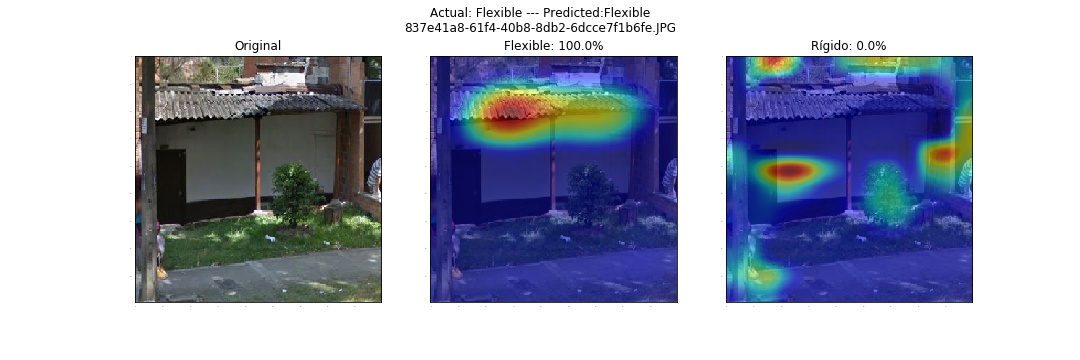 Actual: Flexible --- Predicted:Flexible
837e41a8-61f4-40b8-8db2-6dcce7f1b6fe.JPG
Original
Flexible: 100.0%
Rígido: 0.0%